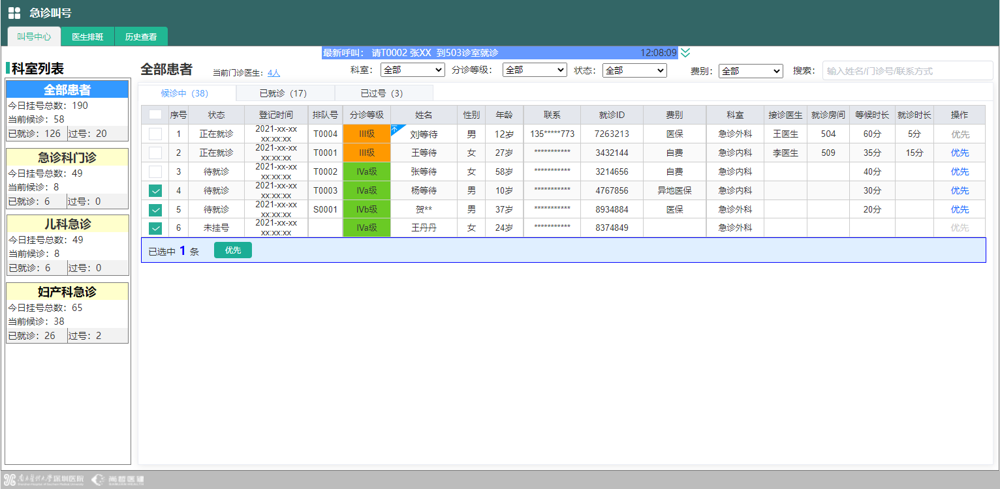 急诊叫号
叫号中心 医生排班 历史查看
最新呼叫： 请T0002 张XX 到503诊室就诊 12:08:09
科室列表
全部患者
今日挂号总数：190
当前候诊：58
已就诊：126 过号：20
急诊科门诊
今日挂号总数：49
当前候诊：8
已就诊：6 过号：0
儿科急诊
今日挂号总数：49
当前候诊：8
已就诊：6 过号：0
妇产科急诊
今日挂号总数：65
当前候诊：38
已就诊：26 过号：2
全部患者 当前门诊医生：4人 科室： 全部 分诊等级： 全部 状态： 全部 费别： 全部 搜索： 输入姓名/门诊号/联系方式
候诊中（38） 已就诊（17） 已过号（3）
序号 状态 登记时间 排队号 分诊等级 姓名 性别 年龄 联系 就诊ID 费别 科室 接诊医生 就诊房间 等候时长 就诊时长 操作
1 正在就诊 2021-xx-xx xx:xx:xx T0004 III级 刘等待 男 12岁 135*****773 7263213 医保 急诊外科 王医生 504 60分 5分 优先
2 正在就诊 2021-xx-xx xx:xx:xx T0001 III级 王等待 女 27岁 *********** 3432144 自费 急诊内科 李医生 509 35分 15分 优先
3 待就诊 2021-xx-xx xx:xx:xx T0002 IVa级 张等待 女 58岁 *********** 3214656 自费 急诊内科 40分 优先
4 待就诊 2021-xx-xx xx:xx:xx T0003 IVa级 杨等待 男 10岁 *********** 4767856 异地医保 急诊内科 30分 优先
5 待就诊 2021-xx-xx xx:xx:xx S0001 IVb级 贺** 男 37岁 *********** 8934884 医保 急诊外科 20分 优先
6 未挂号 2021-xx-xx xx:xx:xx IVa级 王丹丹 女 24岁 *********** 8374849 急诊外科 优先
已选中 1 条 优先
南方医科大学深圳医院